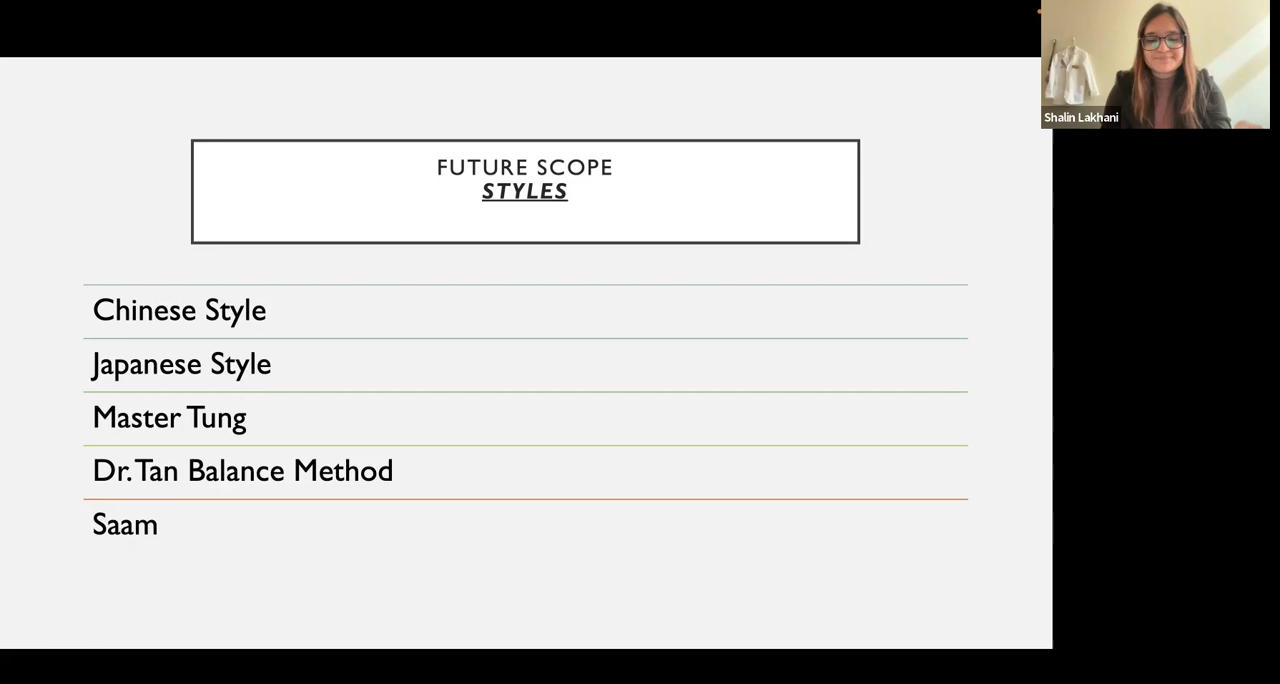 FUTURE SCOPE
STYLES
Chinese Style
Japanese Style
Master Tung
Dr. Tan Balance Method
Saam
Shalin Lakhani